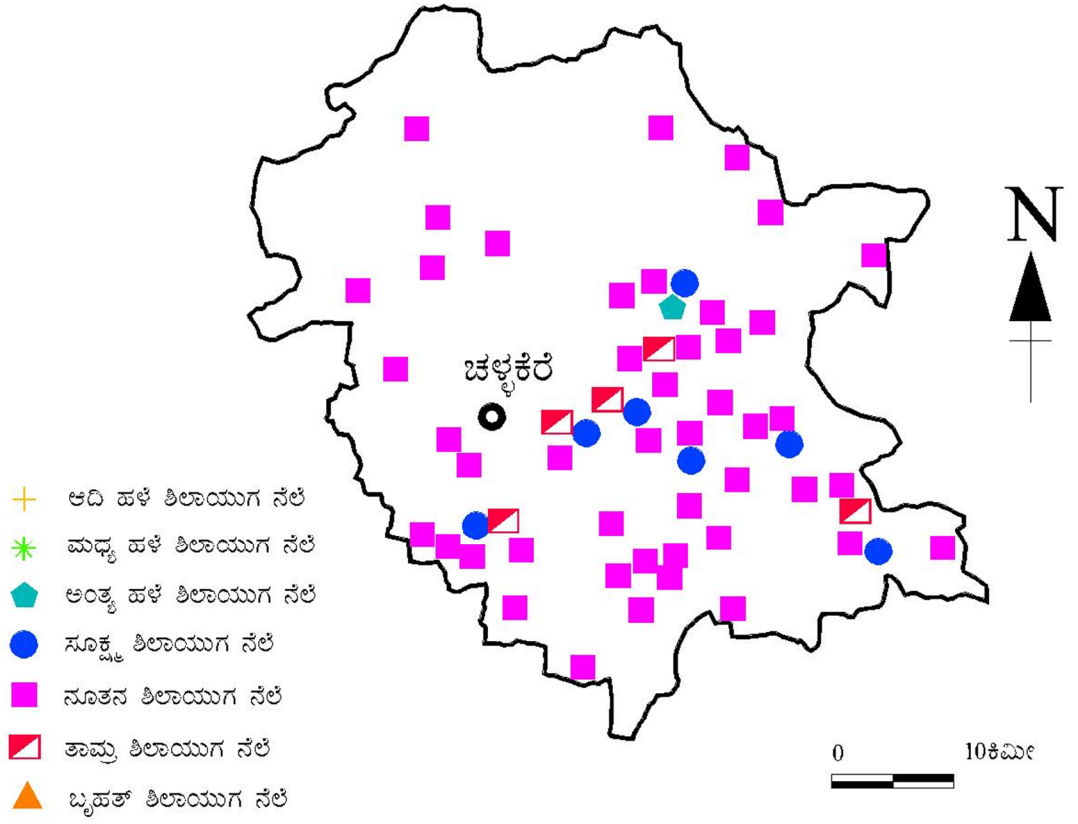 N
ಚಳ್ಳಕೆರೆ
ಆದಿ ಹಳೆ ಶಿಲಾಯುಗ ನೆಲೆ
ಮಧ್ಯ ಹಳೆ ಶಿಲಾಯುಗ ನೆಲೆ
ಅಂತ್ಯ ಹಳೆ ಶಿಲಾಯುಗ ನೆಲೆ
ಸೂಕ್ಷ್ಮ ಶಿಲಾಯುಗ ನೆಲೆ
ನೂತನ ಶಿಲಾಯುಗ ನೆಲೆ
ತಾಮ್ರ ಶಿಲಾಯುಗ ನೆಲೆ
ಬೃಹತ್ ಶಿಲಾಯುಗ ನೆಲೆ
0 10ಕಿಮೀ